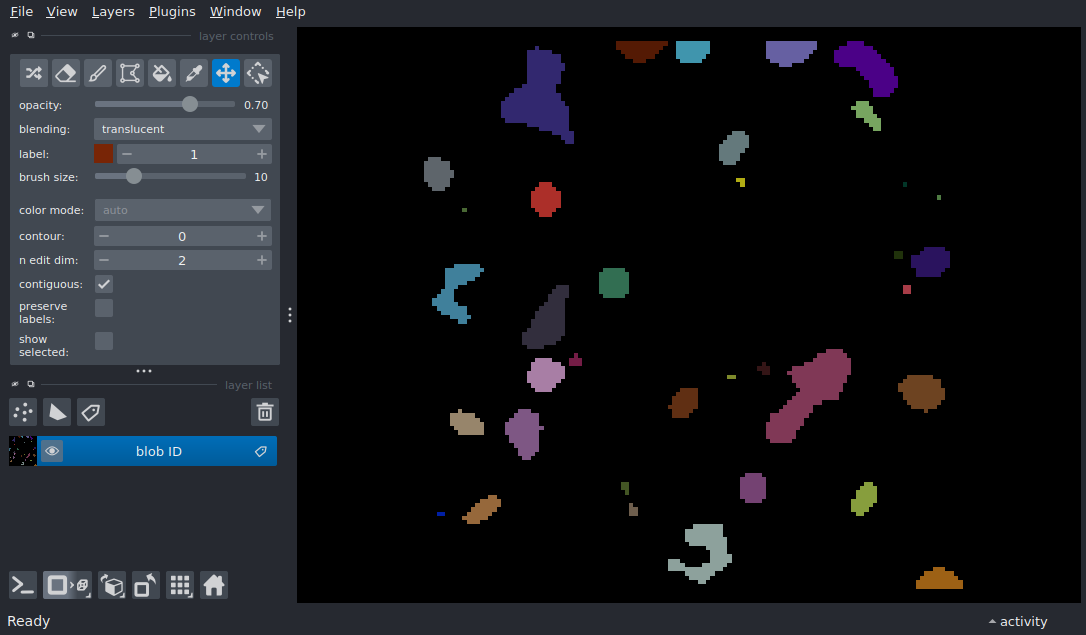 File View Layers Plugins Window Help
layer controls
opacity: 0.70
blending: translucent
label: 1
brush size: 10
color mode: auto
contour: 0
n edit dim: 2
contiguous:
preserve
labels:
show
selected:
layer list
blob ID
Ready
activity